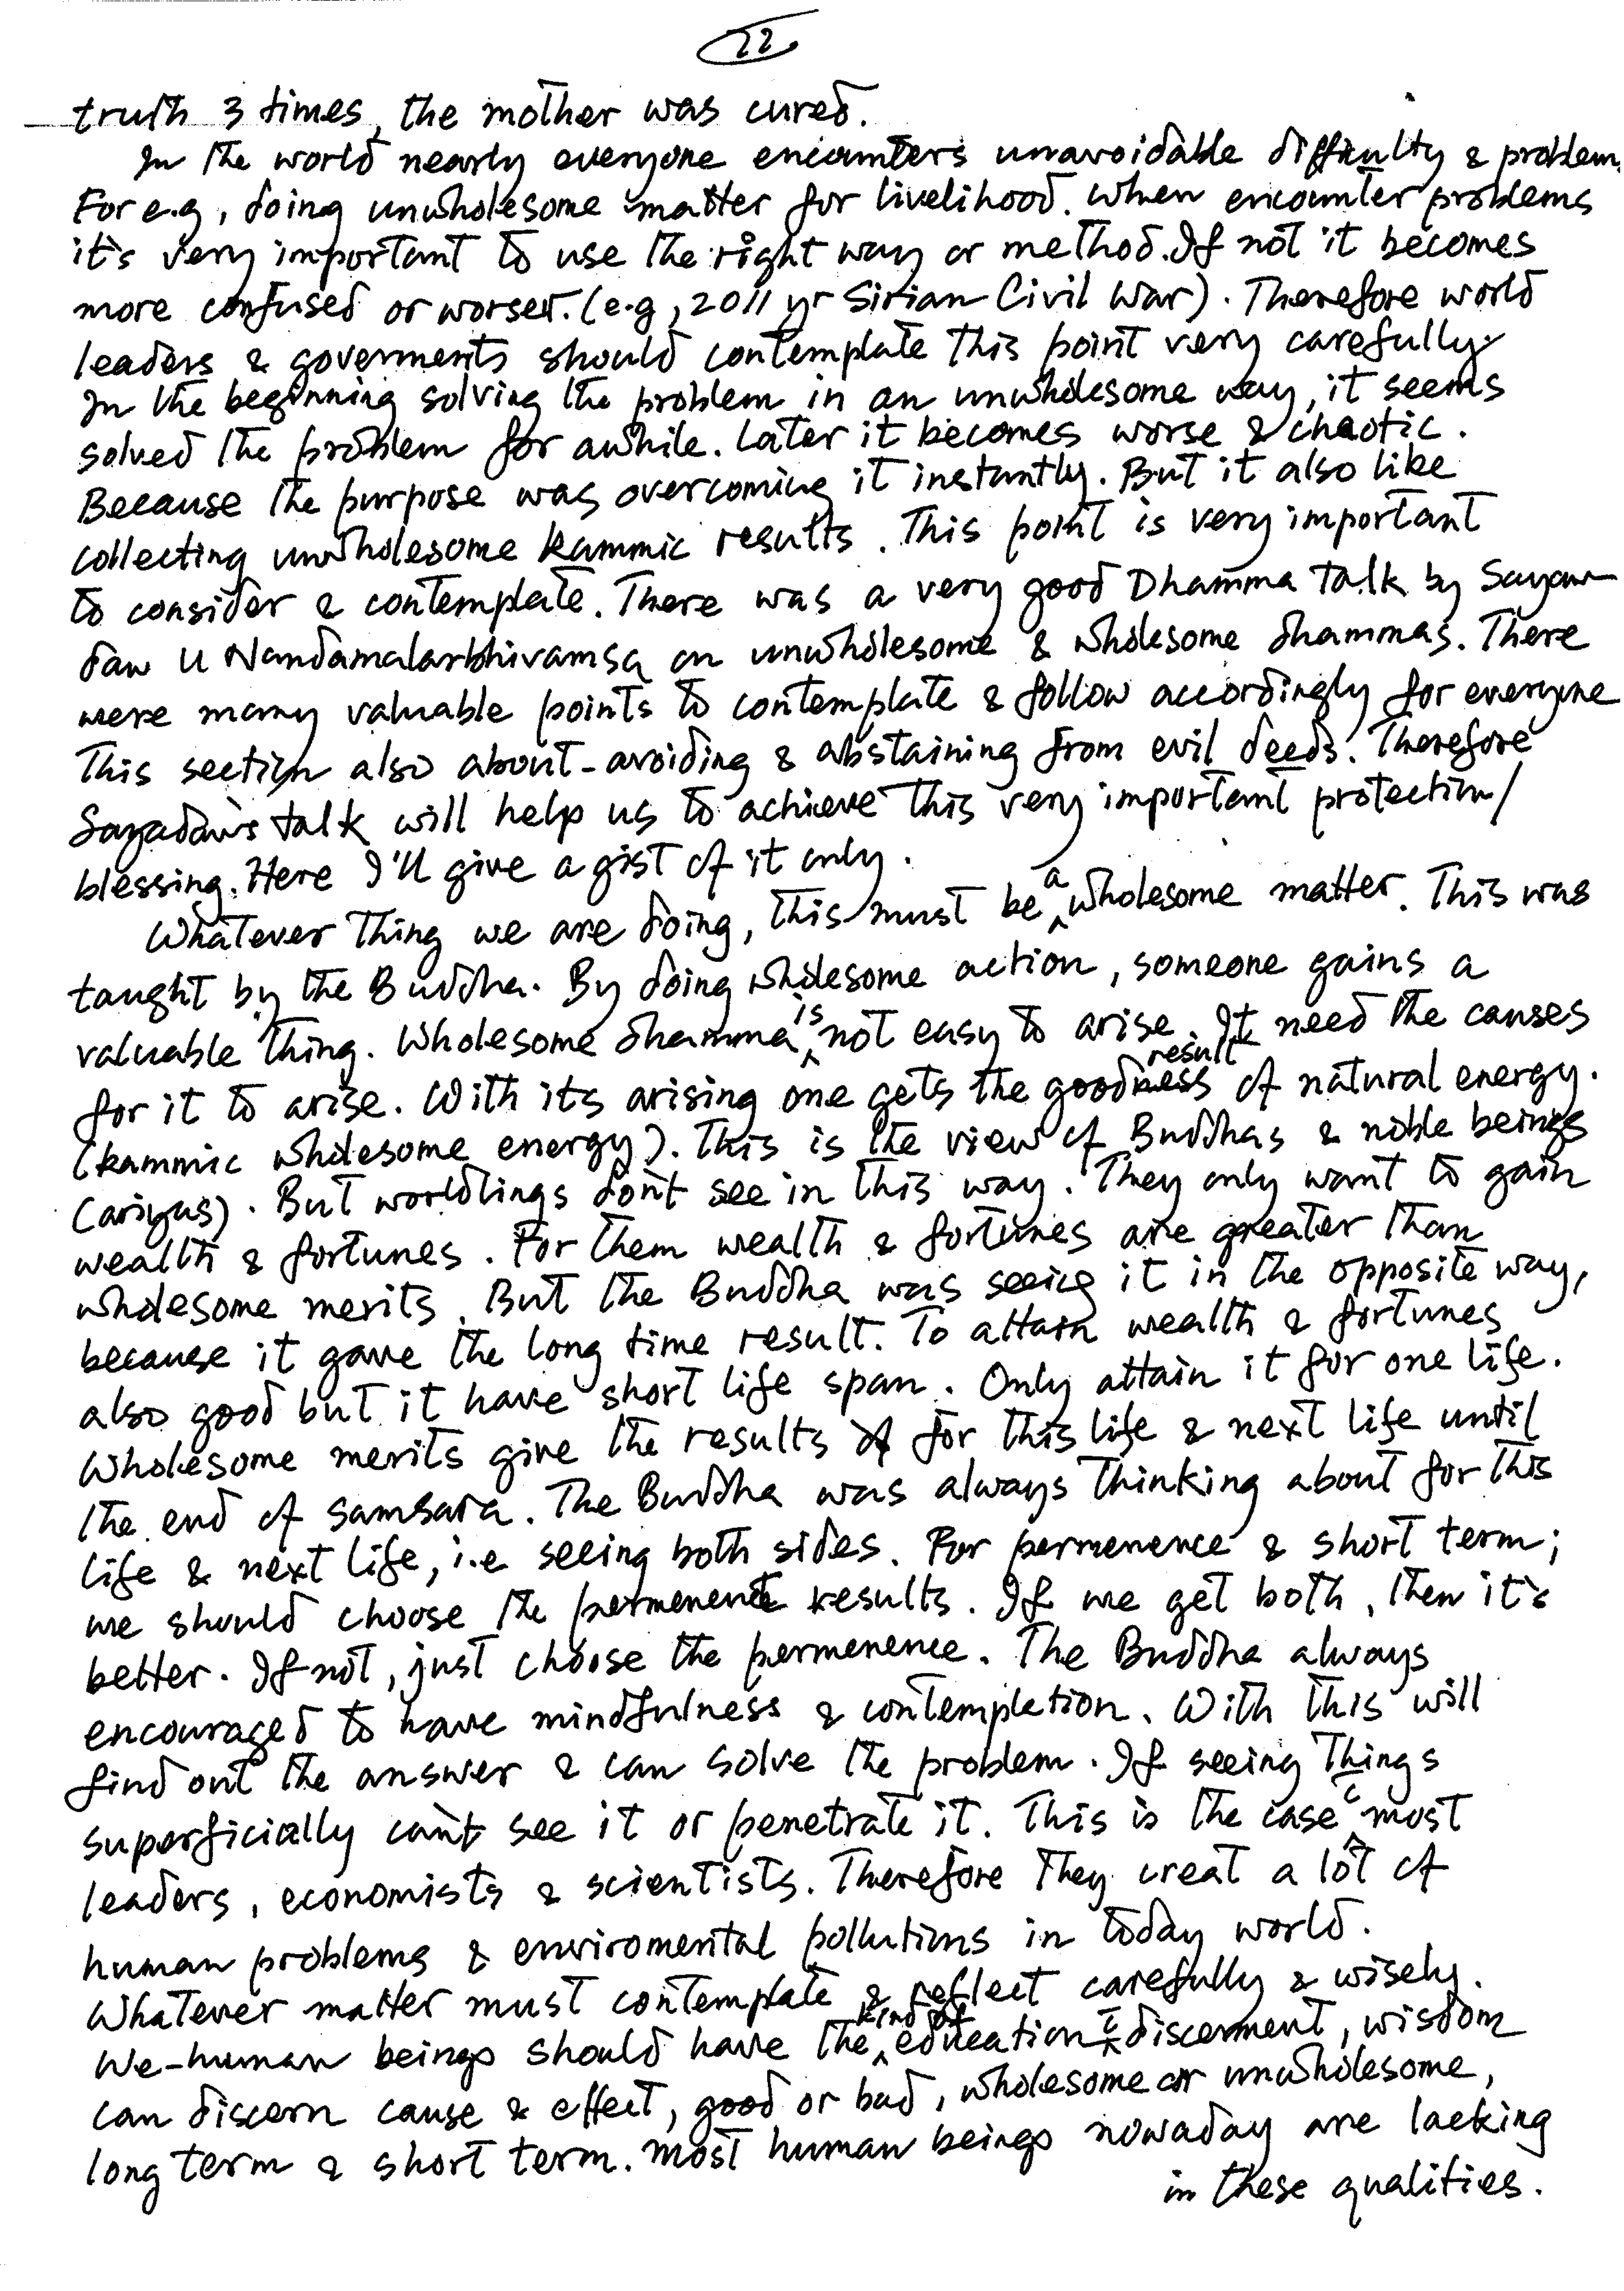 22
truth 3 times, the mother was cured.
In the world nearly everyone encounters unavoidable difficulty & problem.
For e.g, doing unwholesome matter for livelihood. When encounter problems
it's very important to use the right way or method. If not it becomes
more confused or worser. (e.g, 2011 yr Sirian Civil War). Therefore world
leaders & goverments should contemplate this point very carefully.
In the beginning solving the problem in an unwholesome way, it seems
solved the problem for awhile. Later it becomes worse & chaotic.
Because the purpose was overcoming it instantly. But it also like
collecting unwholesome kammic results. This point is very important
to consider & contemplate. There was a very good Dhamma talk by Sayar
daw U Nandamalarbhivamsa on unwholesome & wholesome dhammas. There
were many valuable points to contemplate & follow accordingly for everyone
This section also about-avoiding & abstaining from evil deeds. Therefore
Sayadaw's talk will help us to achieve this very important protection/
blessing. Here I'll give a gist of it only.
Whatever thing we are doing, this must be a wholesome matter. This was
taught by the Buddha. By doing wholesome action, someone gains a
valuable thing. Wholesome dhamma is not easy to arise. It need the causes
for it to arise. With its arising one gets the good result of natural energy.
(kammic wholesome energy). This is the view of Buddhas & noble beings
(ariyas). But worldlings don't see in this way. They only want to gain
wealth & fortunes. For them wealth & fortunes are greater than
wholesome merits. But the Buddha was seeing it in the opposite way,
because it gave the long time result. To attain wealth & fortunes
also good but it have short life span. Only attain it for one life.
Wholesome merits give the results for this life & next life until
the end of samsara. The Buddha was always thinking about for this
life & next life, i.e seeing both sides. For permenence & short term;
we should choose the permenent results. If we get both, then it's
better. If not, just choose the permenence. The Buddha always
encouraged to have mindfulness & contempletion. With this will
find out the answer & can solve the problem. If seeing things
superficially can't see it or penetrate it. This is the case c̄ most
leaders, economists & scientists. Therefore they creat a lot of
human problems & enviromental pollutions in today world.
Whatever matter must contemplate & reflect carefully & wisely.
We-human beings should have the kind of education c̄ discernment, wisdom
can discern cause & effect, good or bad, wholesome or unwholesome,
long term & short term. most human beings nowaday are lacking
in these qualities.